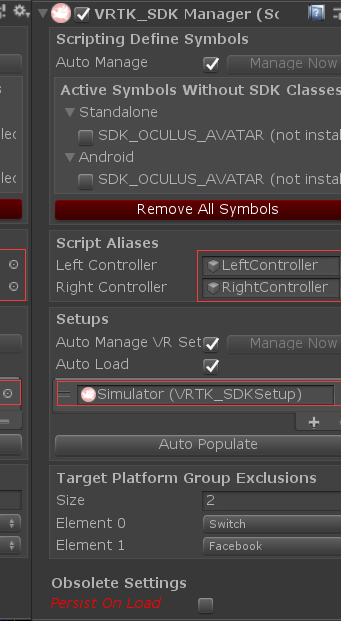 VRTK_SDK Manager (Sc
Scripting Define Symbols
Auto Manage Manage Now
Active Symbols Without SDK Classes
Standalone
SDK_OCULUS_AVATAR (not instal
Android
SDK_OCULUS_AVATAR (not instal
Remove All Symbols
Script Aliases
Left Controller LeftController
Right Controller RightController
Setups
Auto Manage VR Set Manage Now
Auto Load
Simulator (VRTK_SDKSetup)
Auto Populate
Target Platform Group Exclusions
Size 2
Element 0 Switch
Element 1 Facebook
Obsolete Settings
Persist On Load